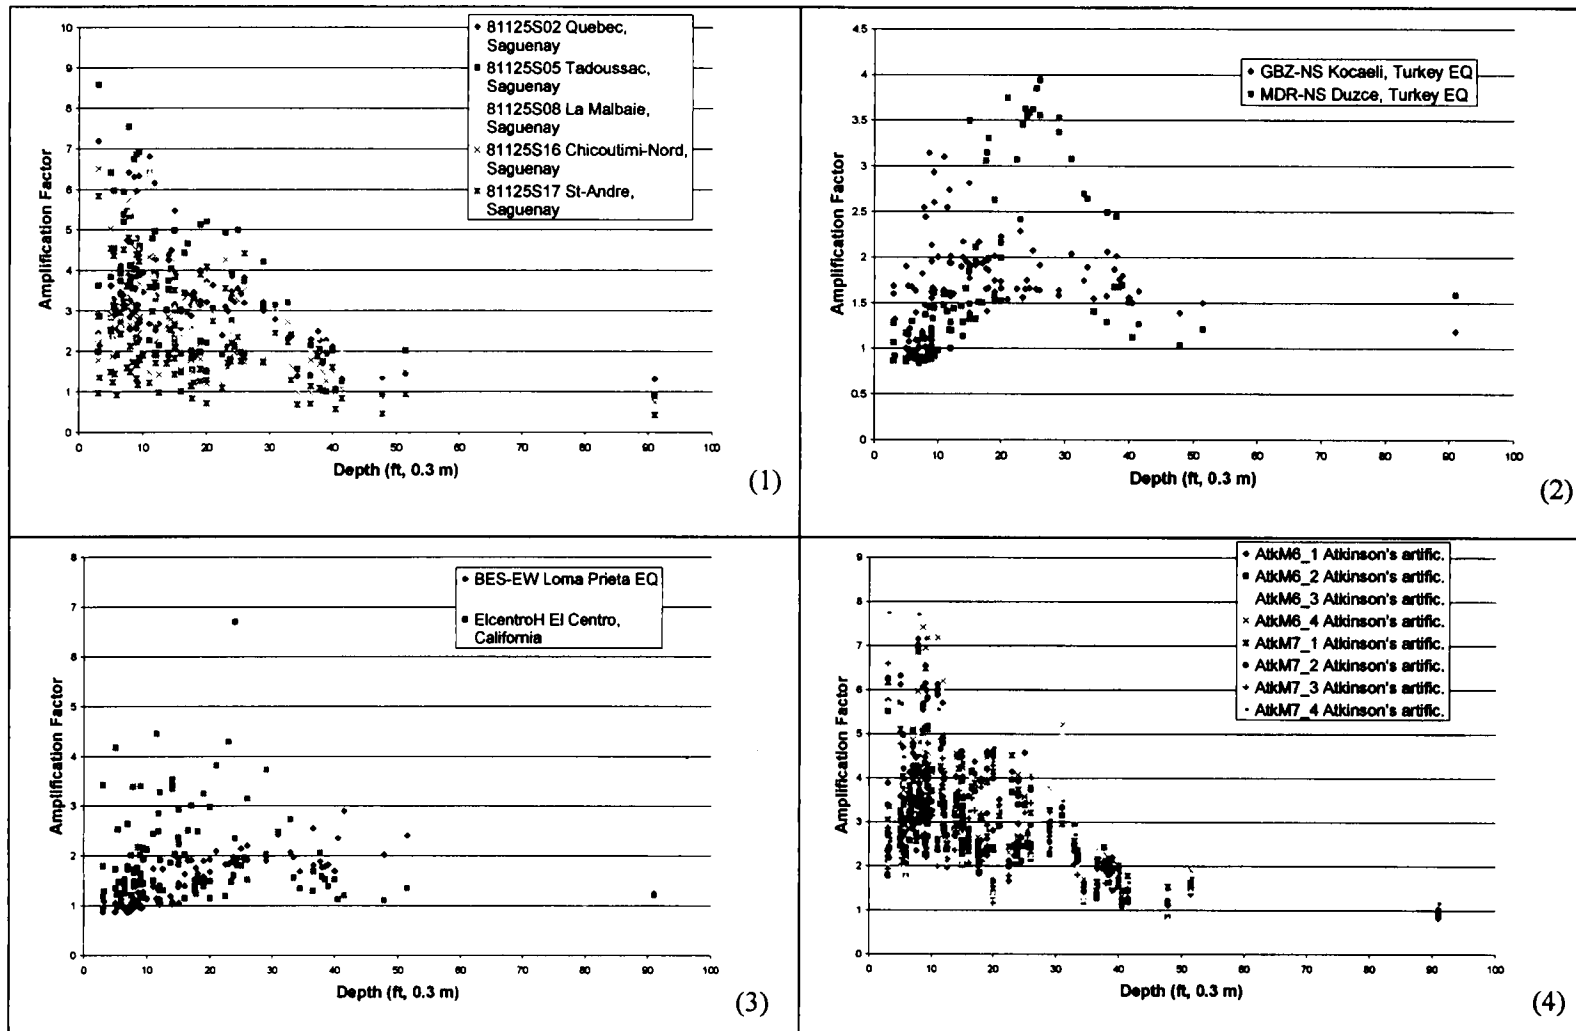 10
9
8
7
6
5
4
3
2
1
0
Amplification Factor
81125S02 Quebec,
Saguenay
81125S05 Tadoussac,
Saguenay
81125S08 La Malbaie,
Saguenay
81125S16 Chicoutimi-Nord,
Saguenay
81125S17 St-Andre,
Saguenay
0 10 20 30 40 50 60 70 80 90 100
Depth (ft, 0.3 m)
(1)
4.5
4
3.5
3
2.5
2
1.5
1
0.5
0
Amplification Factor
GBZ-NS Kocaeli, Turkey EQ
MDR-NS Duzce, Turkey EQ
0 10 20 30 40 50 60 70 80 90 100
Depth (ft, 0.3 m)
(2)
8
7
6
5
4
3
2
1
0
Amplification Factor
BES-EW Loma Prieta EQ
ElcentroH El Centro,
California
0 10 20 30 40 50 60 70 80 90 100
Depth (ft, 0.3 m)
(3)
9
8
7
6
5
4
3
2
1
0
Amplification Factor
AtkM6_1 Atkinson's artific.
AtkM6_2 Atkinson's artific.
AtkM6_3 Atkinson's artific.
AtkM6_4 Atkinson's artific.
AtkM7_1 Atkinson's artific.
AtkM7_2 Atkinson's artific.
AtkM7_3 Atkinson's artific.
AtkM7_4 Atkinson's artific.
0 10 20 30 40 50 60 70 80 90 100
Depth (ft, 0.3 m)
(4)